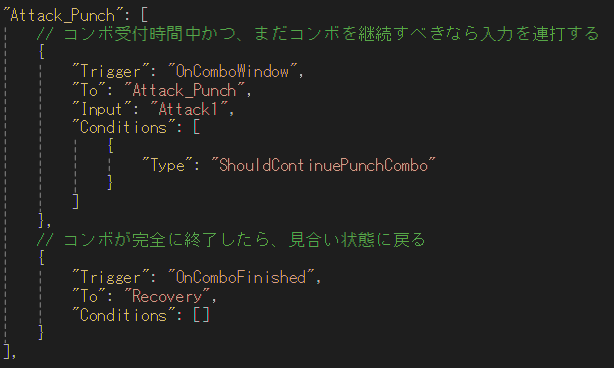 "Attack_Punch": [
// コンボ受付時間中かつ、まだコンボを継続すべきなら入力を連打する
{
"Trigger": "OnComboWindow",
"To": "Attack_Punch",
"Input": "Attack1",
"Conditions": [
{
"Type": "ShouldContinuePunchCombo"
}
]
},
// コンボが完全に終了したら、見合い状態に戻る
{
"Trigger": "OnComboFinished",
"To": "Recovery",
"Conditions": []
}
],